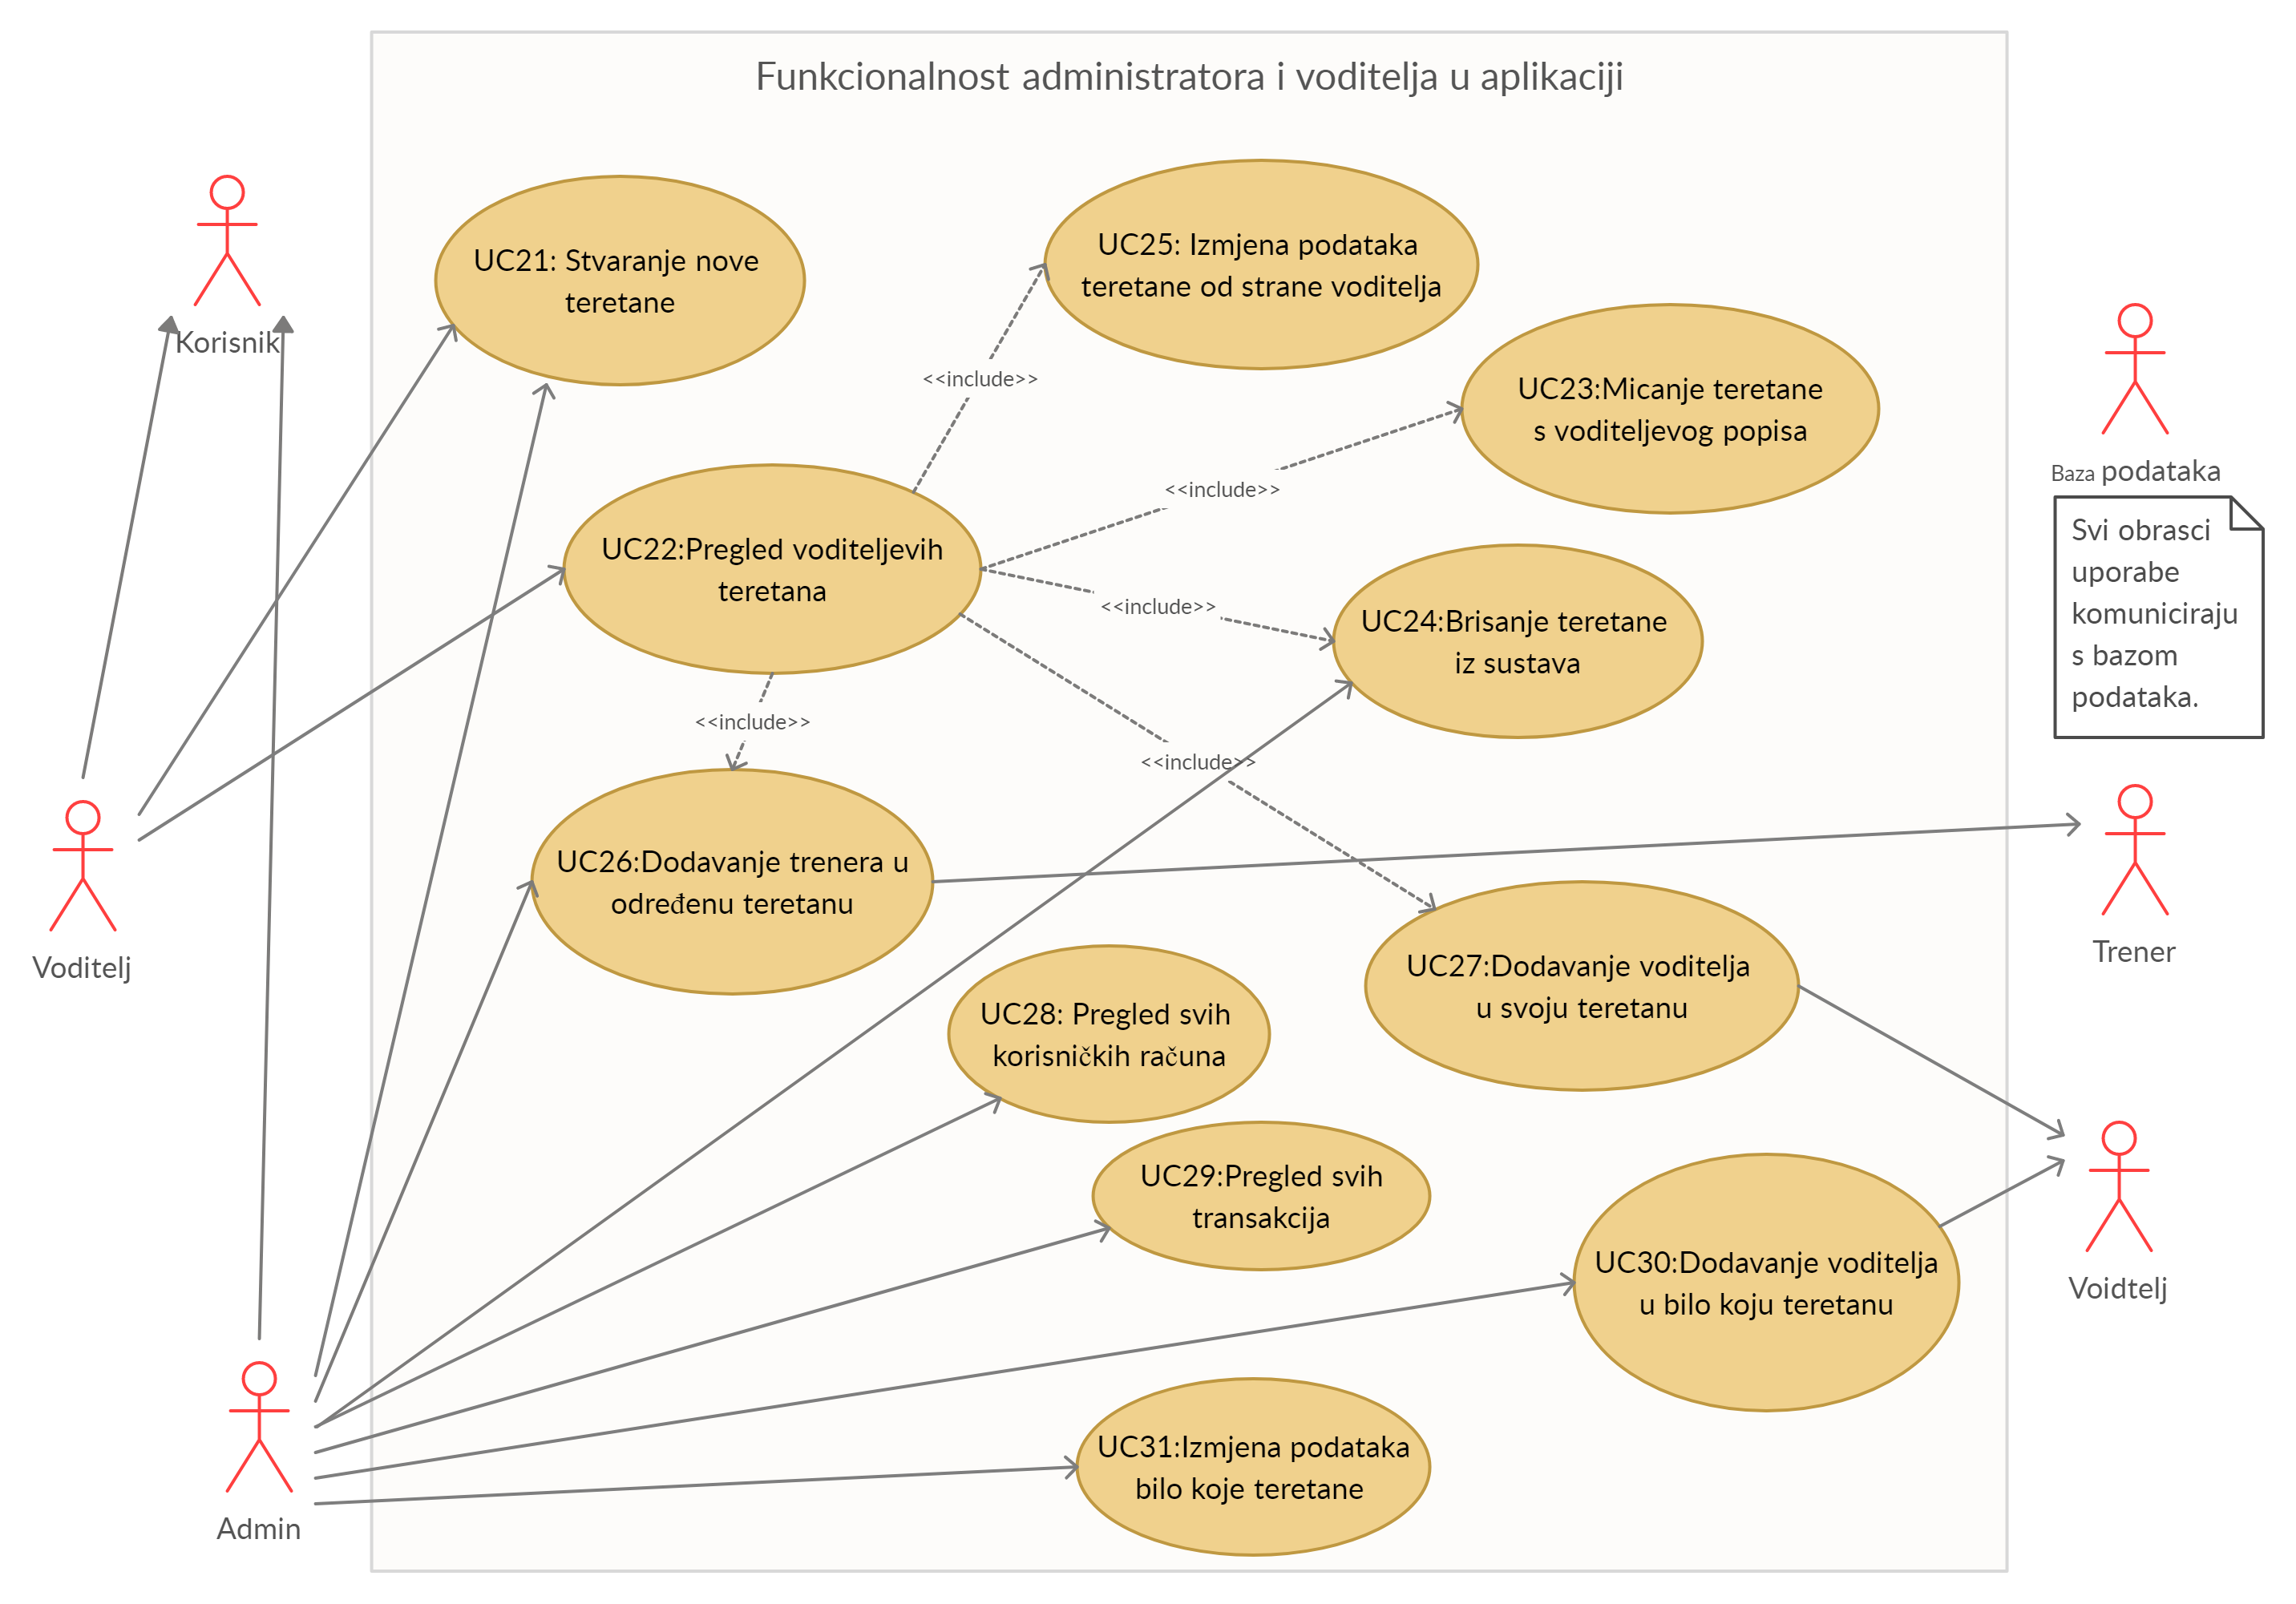 Funkcionalnost administratora i voditelja u aplikaciji
Korisnik
UC21: Stvaranje nove
teretane
UC25: Izmjena podataka
teretane od strane voditelja
<<include>>
UC23:Micanje teretane
s voditeljevog popisa
<<include>>
Baza podataka
Svi obrasci
uporabe
komuniciraju
s bazom
podataka.
UC22:Pregled voditeljevih
teretana
<<include>>
UC24:Brisanje teretane
iz sustava
<<include>>
<<include>>
Voditelj
UC26:Dodavanje trenera u
određenu teretanu
Trener
UC27:Dodavanje voditelja
u svoju teretanu
UC28: Pregled svih
korisničkih računa
UC29:Pregled svih
transakcija
UC30:Dodavanje voditelja
u bilo koju teretanu
Voidtelj
UC31:Izmjena podataka
bilo koje teretane
Admin